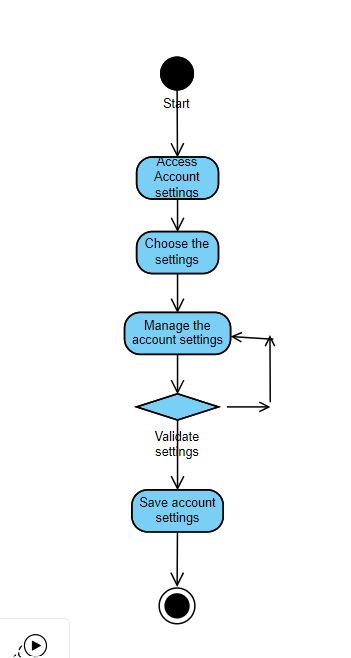 Start
Access
Account
settings
Choose the
settings
Manage the
account settings
Validate
settings
Save account
settings